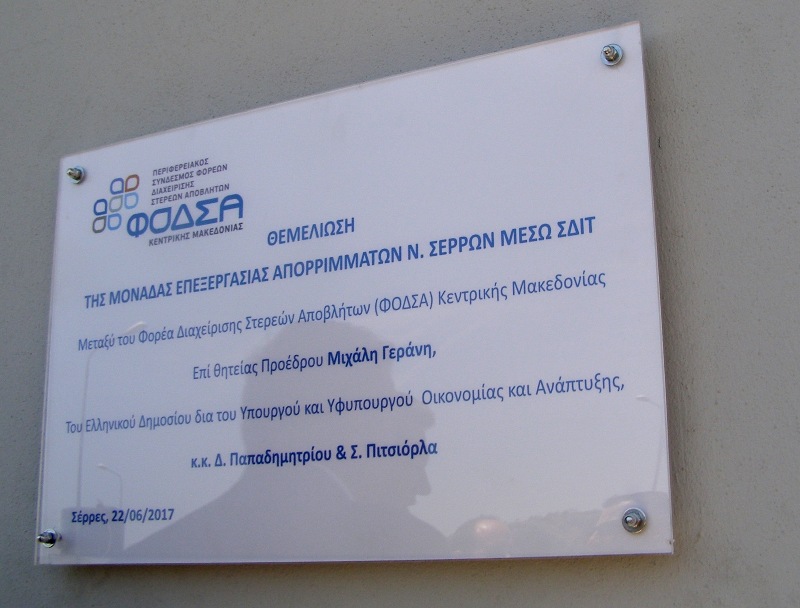 ΠΕΡΙΦΕΡΕΙΑΚΟΣ
ΣΥΝΔΕΣΜΟΣ ΦΟΡΕΩΝ
ΔΙΑΧΕΙΡΙΣΗΣ
ΣΤΕΡΕΩΝ ΑΠΟΒΛΗΤΩΝ
ΦΟΔΣΑ
ΚΕΝΤΡΙΚΗΣ ΜΑΚΕΔΟΝΙΑΣ
ΘΕΜΕΛΙΩΣΗ
ΤΗΣ ΜΟΝΑΔΑΣ ΕΠΕΞΕΡΓΑΣΙΑΣ ΑΠΟΡΡΙΜΜΑΤΩΝ Ν. ΣΕΡΡΩΝ ΜΕΣΩ ΣΔΙΤ
Μεταξύ του Φορέα Διαχείρισης Στερεών Αποβλήτων (ΦΟΔΣΑ) Κεντρικής Μακεδονίας
Επί θητείας Προέδρου Μιχάλη Γεράνη,
Του Ελληνικού Δημοσίου δια του Υπουργού και Υφυπουργού Οικονομίας και Ανάπτυξης,
κ.κ. Δ. Παπαδημητρίου & Σ. Πιτσιόρλα
Σέρρες, 22/06/2017